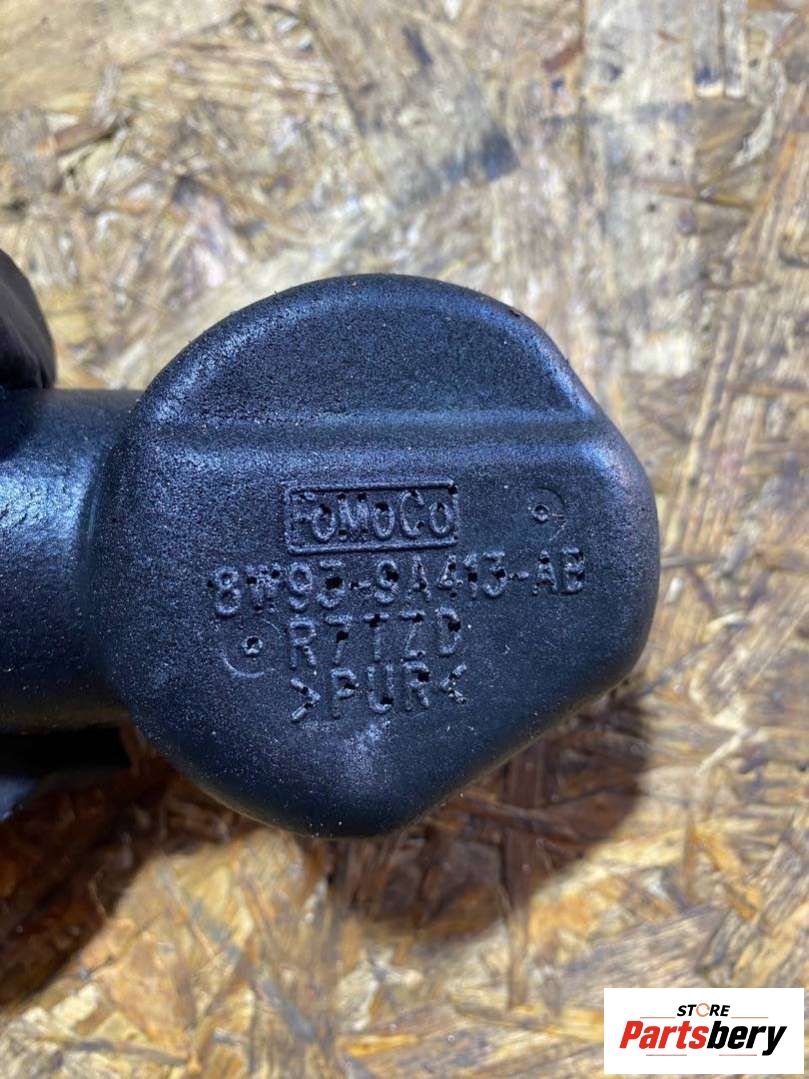 FoMoCo
8W93-9A413-AB
R7TZD
>PUR<
STORE
Partsbery